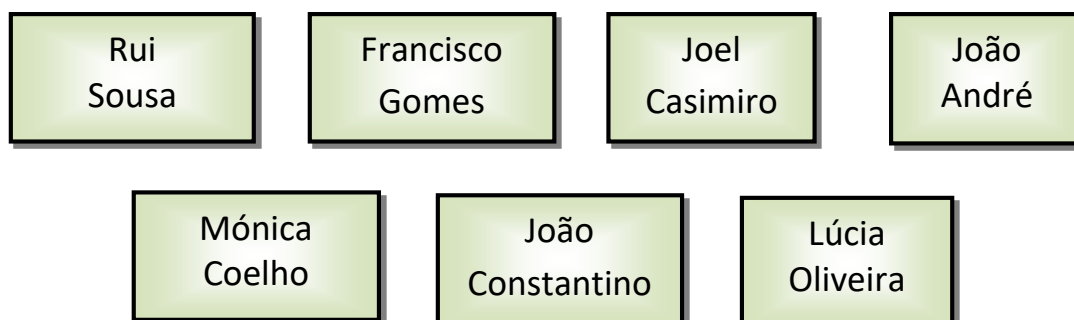 Rui
Sousa
Francisco
Gomes
Joel
Casimiro
João
André
Mónica
Coelho
João
Constantino
Lúcia
Oliveira